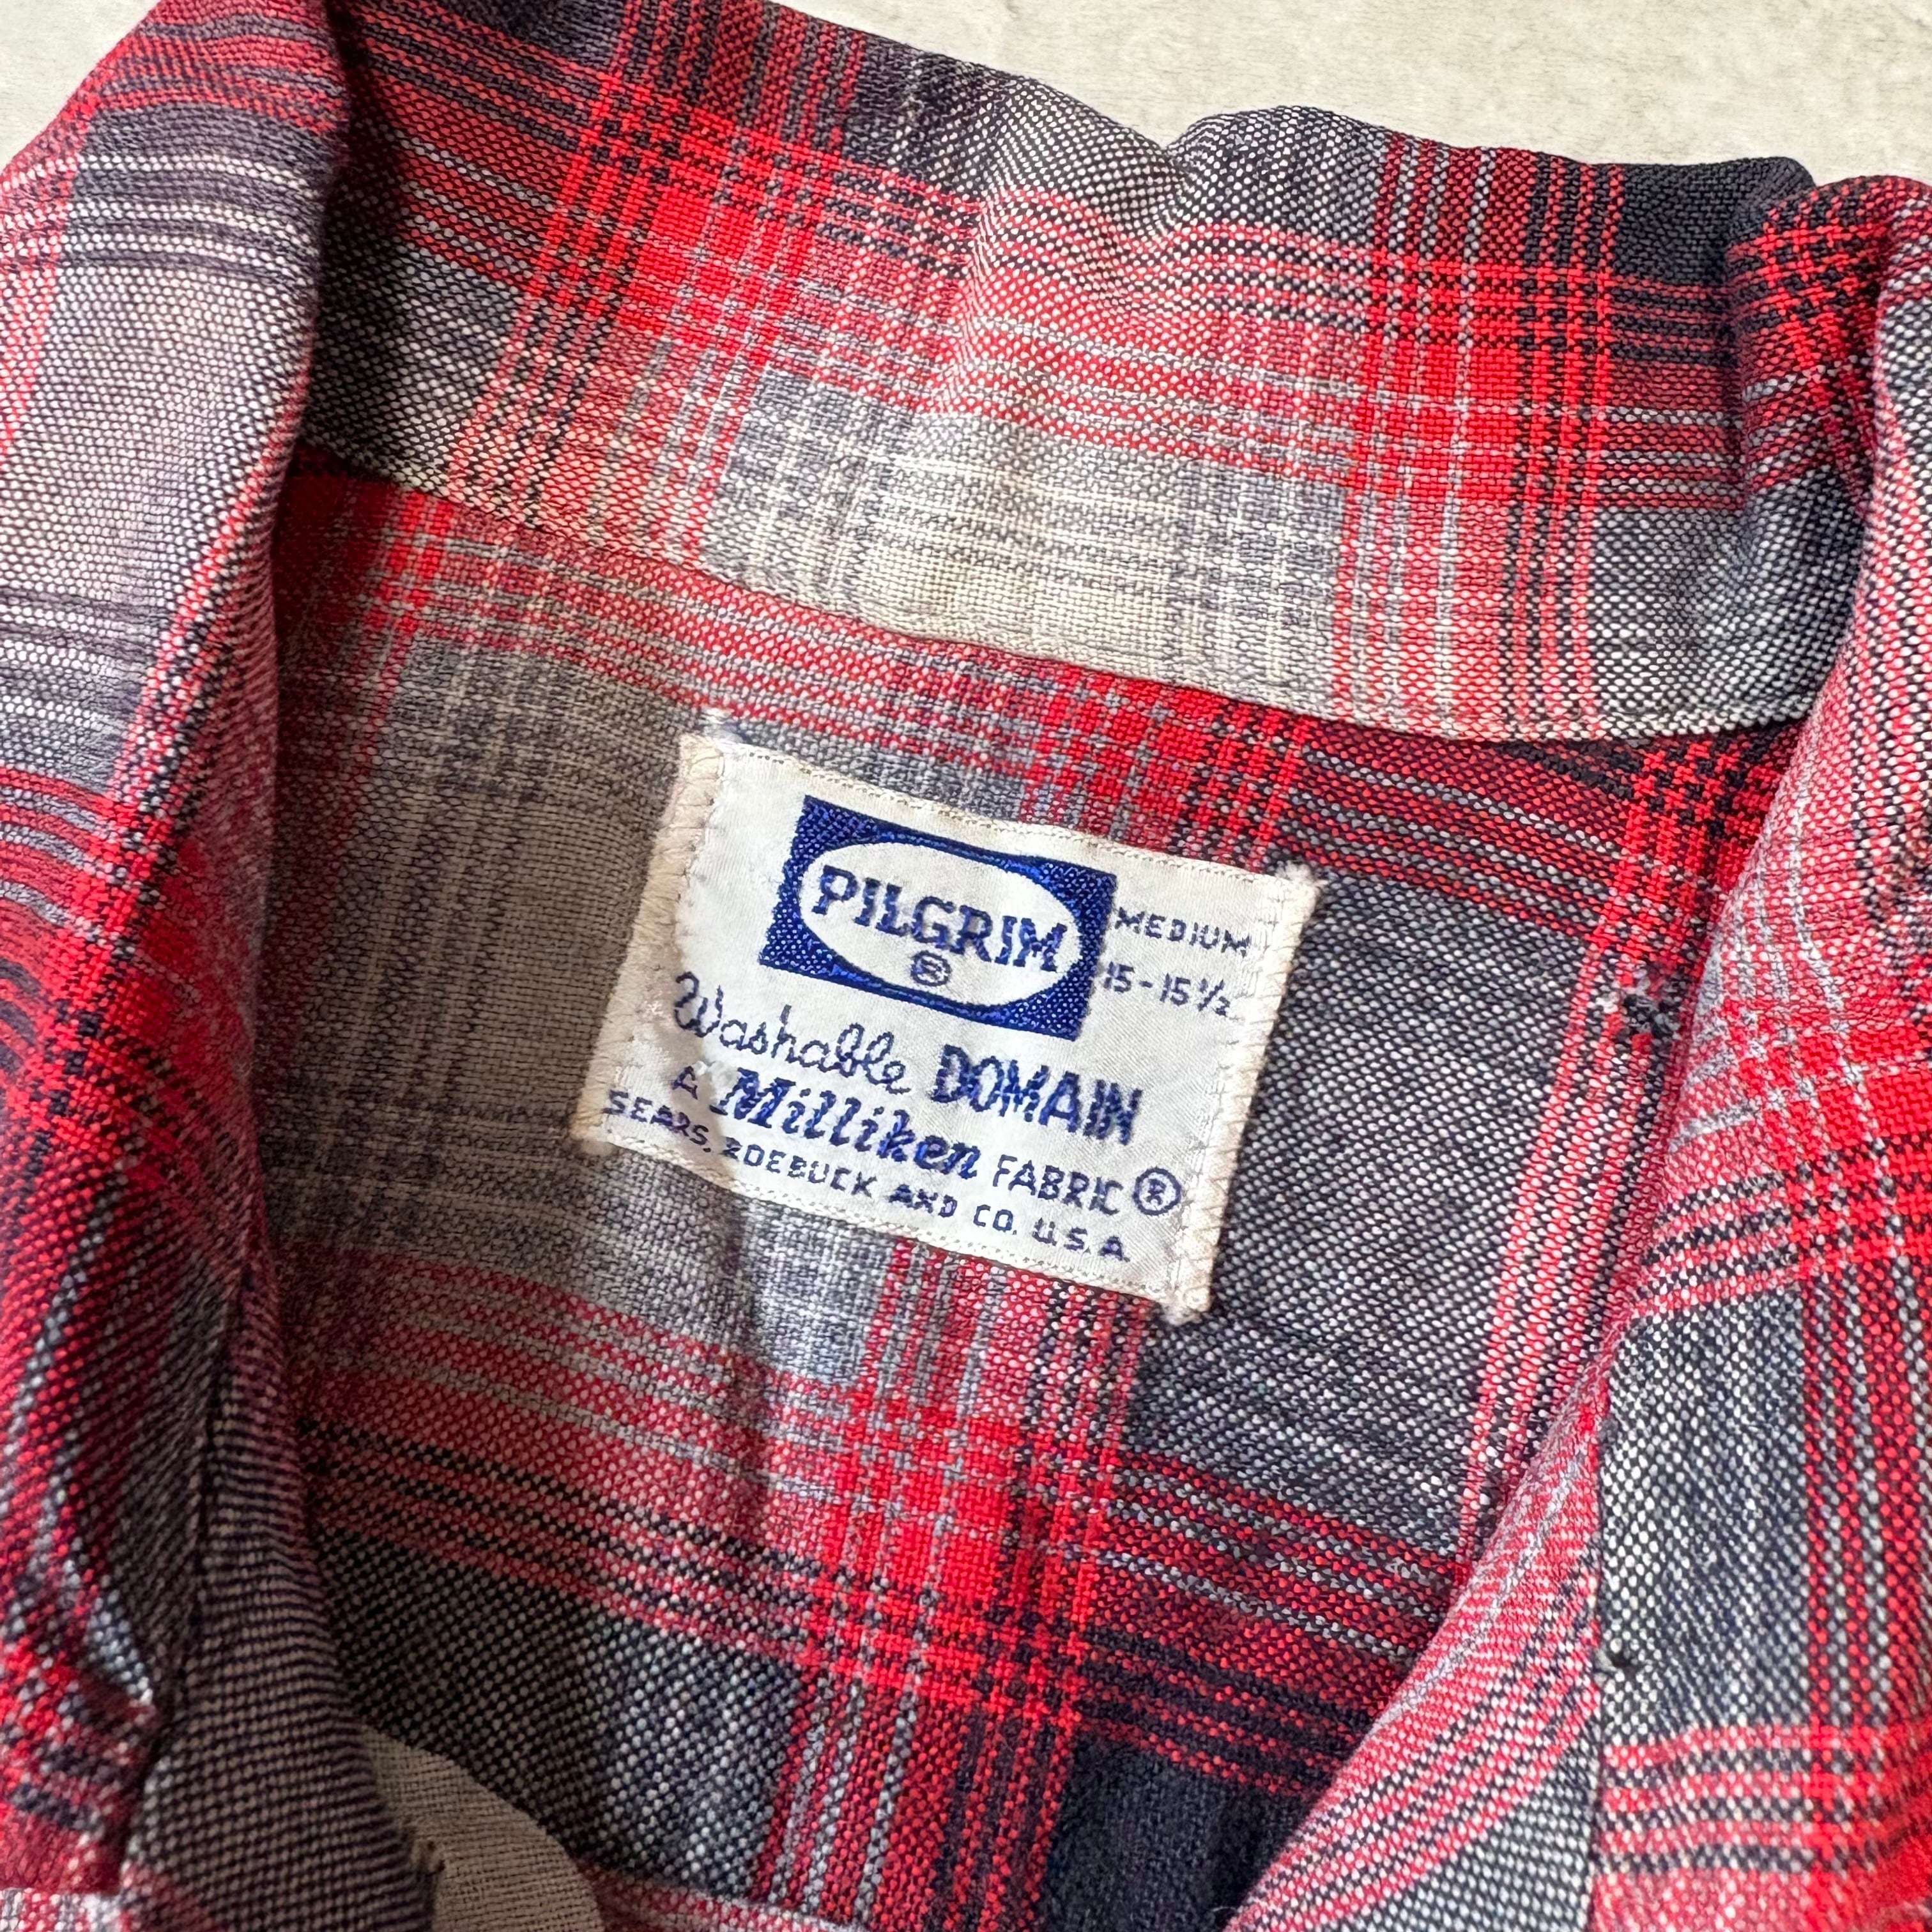 PILGRIM
®
MEDIUM
15-15½
Washable DOMAIN
A Milliken FABRIC ®
SEARS, ROEBUCK AND CO. U.S.A.